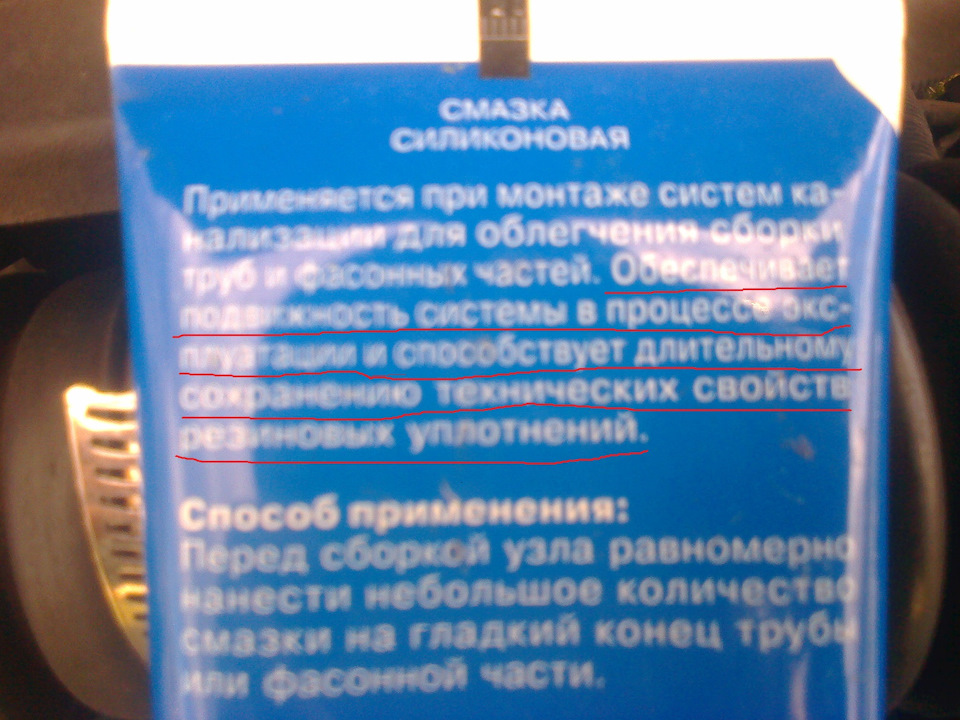 СМАЗКА
СИЛИКОНОВАЯ
Применяется при монтаже систем ка-
нализации для облегчения сборки
труб и фасонных частей. Обеспечивает
подвижность системы в процессе экс-
плуатации и способствует длительному
сохранению технических свойств
резиновых уплотнений.
Способ применения:
Перед сборкой узла равномерно
нанести небольшое количество
смазки на гладкий конец трубы
или фасонной части.